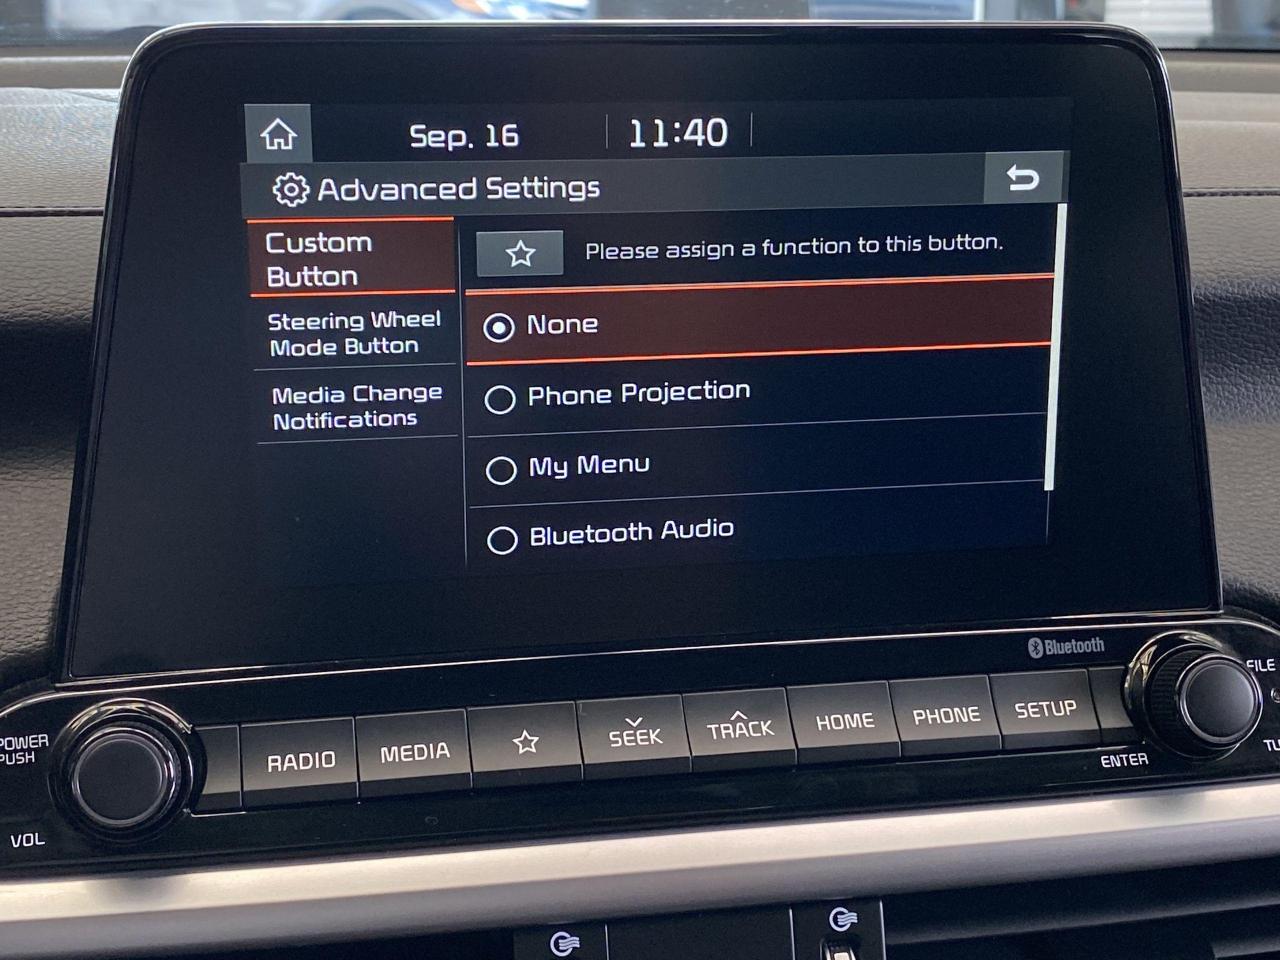 Sep. 16
11:40
Advanced Settings
Custom
Button
Please assign a function to this button.
Steering Wheel
Mode Button
None
Media Change
Notifications
Phone Projection
My Menu
Bluetooth Audio
Bluetooth
POWER
PUSH
VOL
RADIO
MEDIA
SEEK
TRACK
HOME
PHONE
SETUP
ENTER
FILE